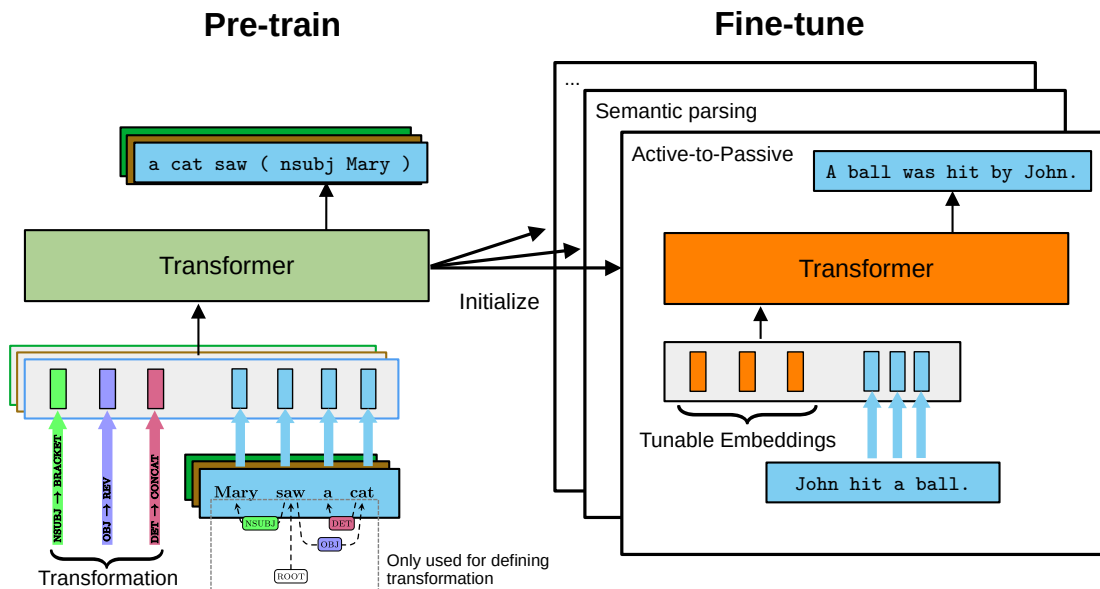 Pre-train
Fine-tune
...
Semantic parsing
Active-to-Passive
a cat saw ( nsubj Mary )
A ball was hit by John.
Transformer
Transformer
Initialize
Tunable Embeddings
NSUBJ → BRACKET
OBJ → REV
DET → CONCAT
Mary saw a cat
John hit a ball.
NSUBJ
DET
OBJ
ROOT
Only used for defining
transformation
Transformation